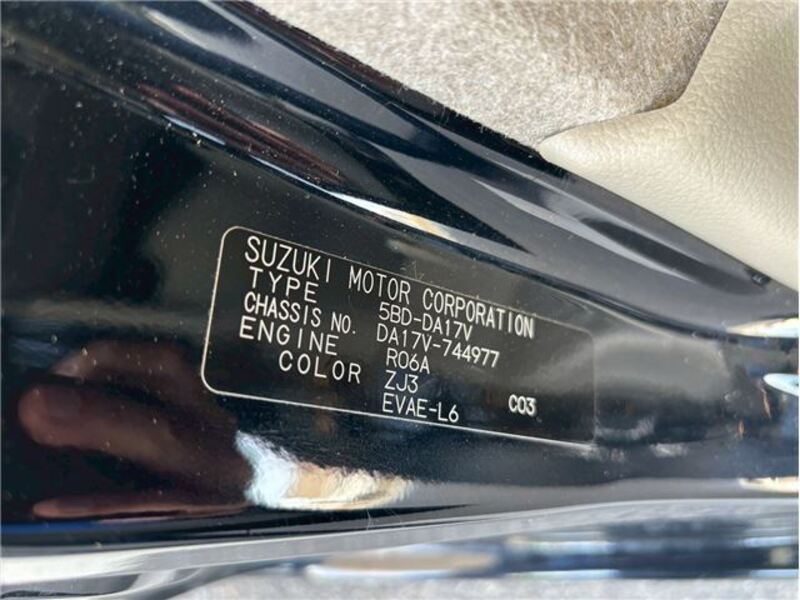 SUZUKI MOTOR CORPORATION
TYPE 5BD-DA17V
CHASSIS NO. DA17V-744977
ENGINE R06A
COLOR ZJ3
EVAE-L6 C03